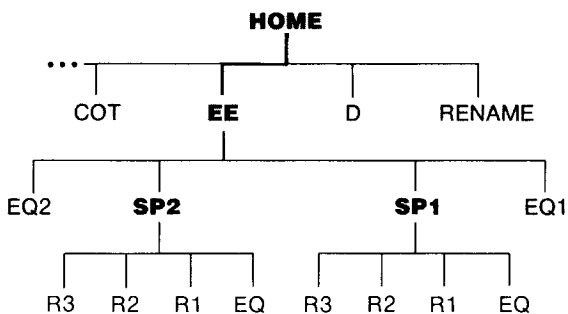 HOME
...
COT EE D RENAME
EQ2 SP2 SP1 EQ1
R3 R2 R1 EQ R3 R2 R1 EQ